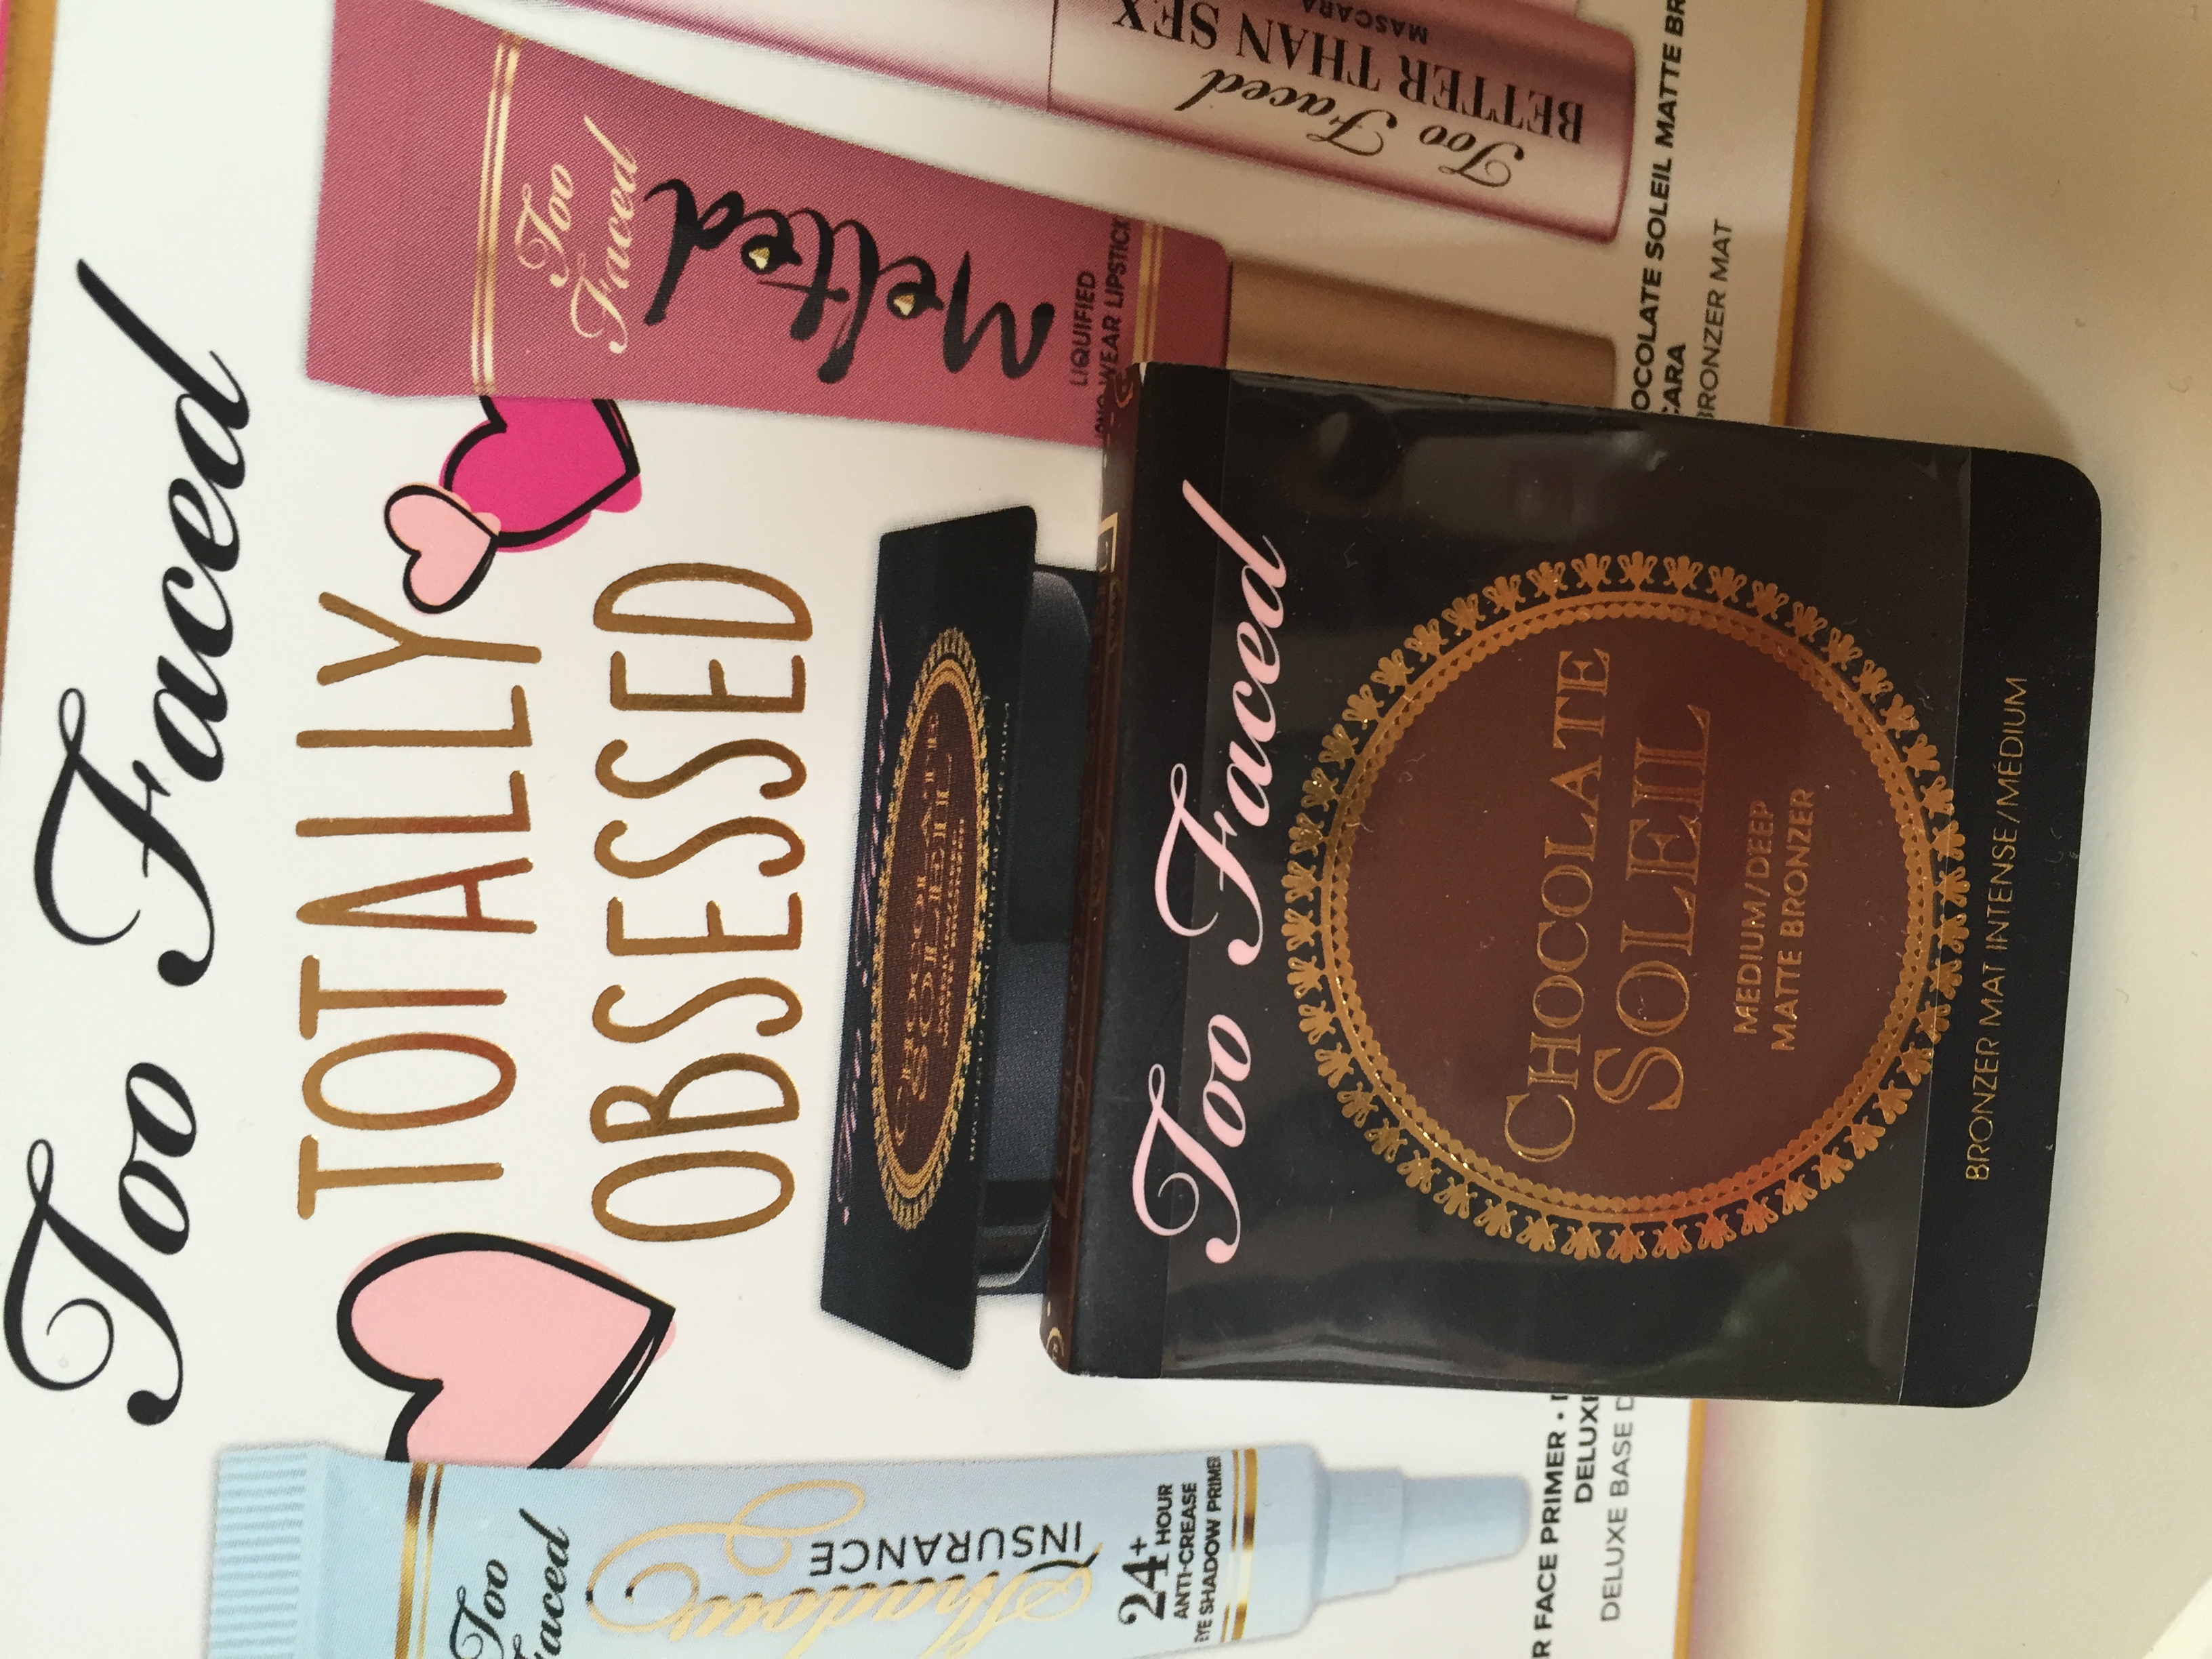 Too Faced
TOTALLY
OBSESSED
Too
Faced
Melted
LIQUIFIED
WEAR LIPSTICK
Too Faced
BETTER THAN SEX
MASCARA
Too
Faced
Shadow
INSURANCE
24+
HOUR
ANTI-CREASE
EYE SHADOW PRIMER
Too Faced
CHOCOLATE
SOLEIL
MEDIUM/DEEP
MATTE BRONZER
BRONZER MAT INTENSE/MÉDIUM
R FACE PRIMER •
OCOLATE SOLEIL MATTE BR
DELUXE
CARA
DELUXE BASE D
BRONZER MAT